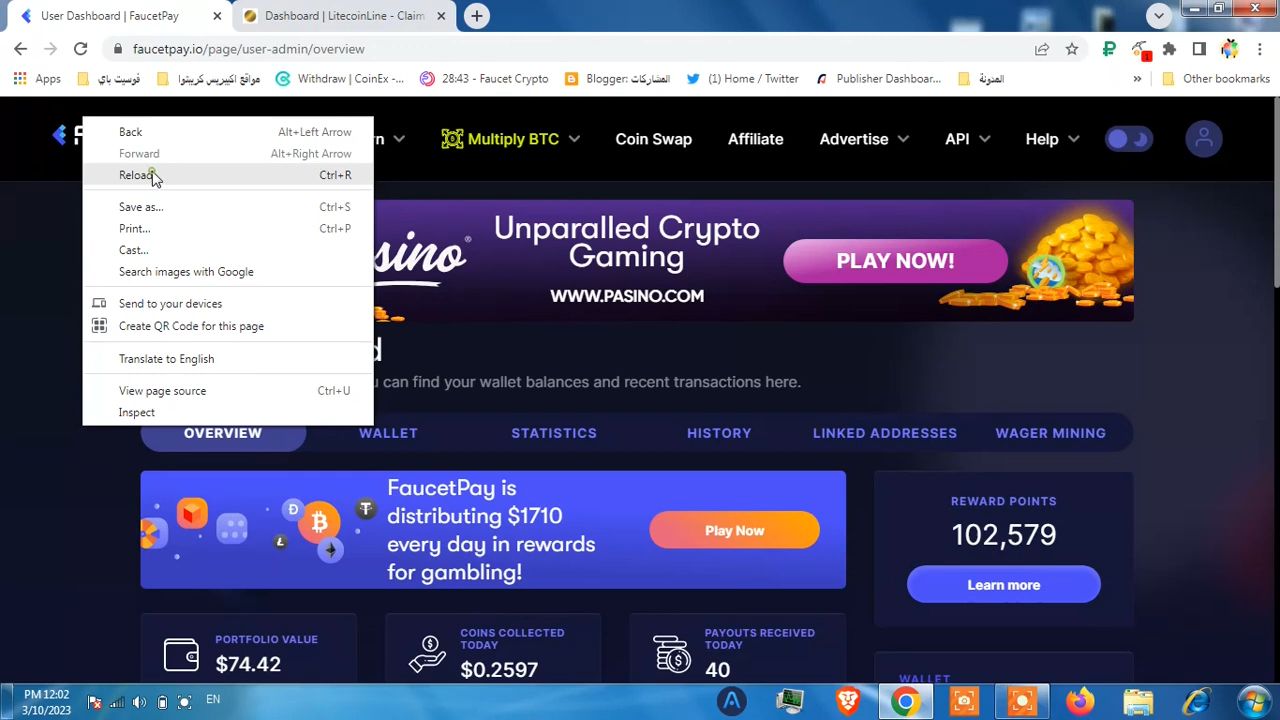 User Dashboard | FaucetPay
Dashboard | LitecoinLine - Claim
faucetpay.io/page/user-admin/overview
Apps
فوسيت باي
مواقع اكبيرس كريبتوا
Withdraw | CoinEx -...
28:43 - Faucet Crypto
Blogger: المشاركات
(1) Home / Twitter
Publisher Dashboar...
المدونة
»
Other bookmarks
Multiply BTC
Coin Swap
Affiliate
Advertise
API
Help
Back Alt+Left Arrow
Forward Alt+Right Arrow
Reload Ctrl+R
Save as... Ctrl+S
Print... Ctrl+P
Cast...
Search images with Google
Send to your devices
Create QR Code for this page
Translate to English
View page source Ctrl+U
Inspect
Unparalled Crypto
Gaming
WWW.PASINO.COM
PLAY NOW!
can find your wallet balances and recent transactions here.
OVERVIEW
WALLET
STATISTICS
HISTORY
LINKED ADDRESSES
WAGER MINING
FaucetPay is
distributing $1710
every day in rewards
for gambling!
Play Now
REWARD POINTS
102,579
Learn more
PORTFOLIO VALUE
$74.42
COINS COLLECTED
TODAY
$0.2597
PAYOUTS RECEIVED
TODAY
40
WALLET
PM 12:02
3/10/2023
EN